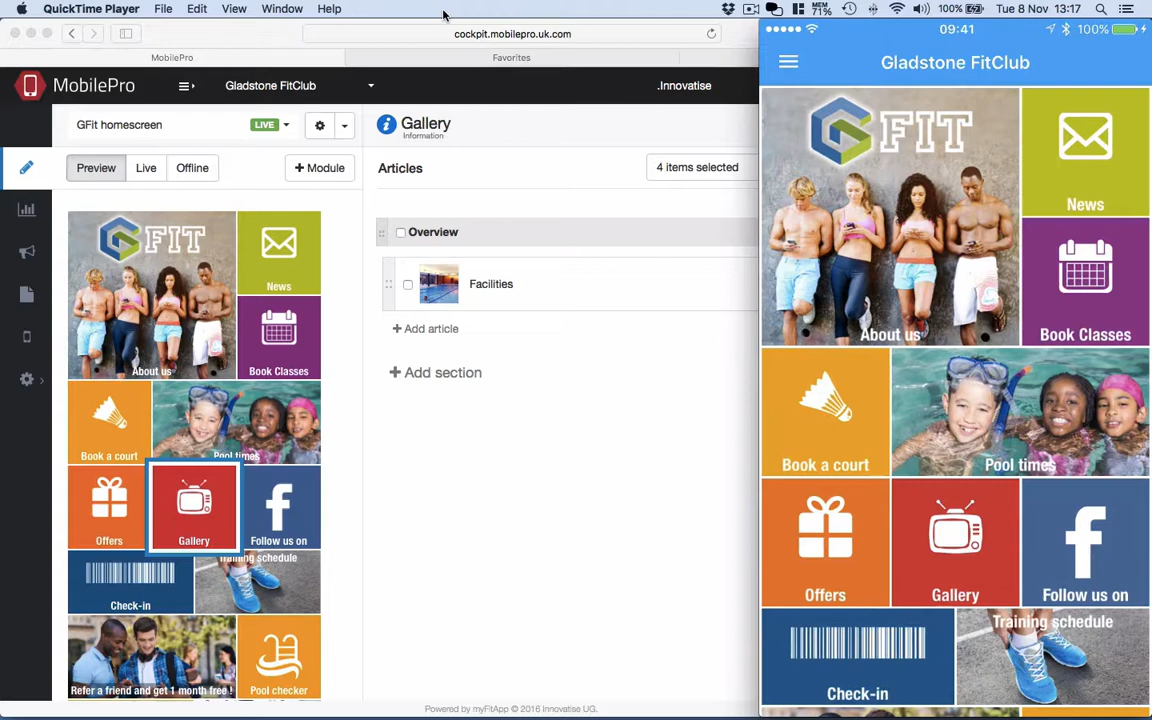 QuickTime Player File Edit View Window Help
MEM 71% 100% Tue 8 Nov 13:17
cockpit.mobilepro.uk.com
MobilePro Favorites
MobilePro Gladstone FitClub .Innovatise
GFit homescreen LIVE
Gallery
Information
Preview Live Offline + Module
Articles 4 items selected
Overview
Facilities
+ Add article
+ Add section
GFIT
News
About us
Book Classes
Book a court
Pool times
Offers
Gallery
Follow us on
Check-in
Training schedule
Refer a friend and get 1 month free !
Pool checker
Powered by myFitApp © 2016 Innovatise UG.
09:41 100%
Gladstone FitClub
GFIT
News
About us
Book Classes
Book a court
Pool times
Offers
Gallery
Follow us on
Check-in
Training schedule